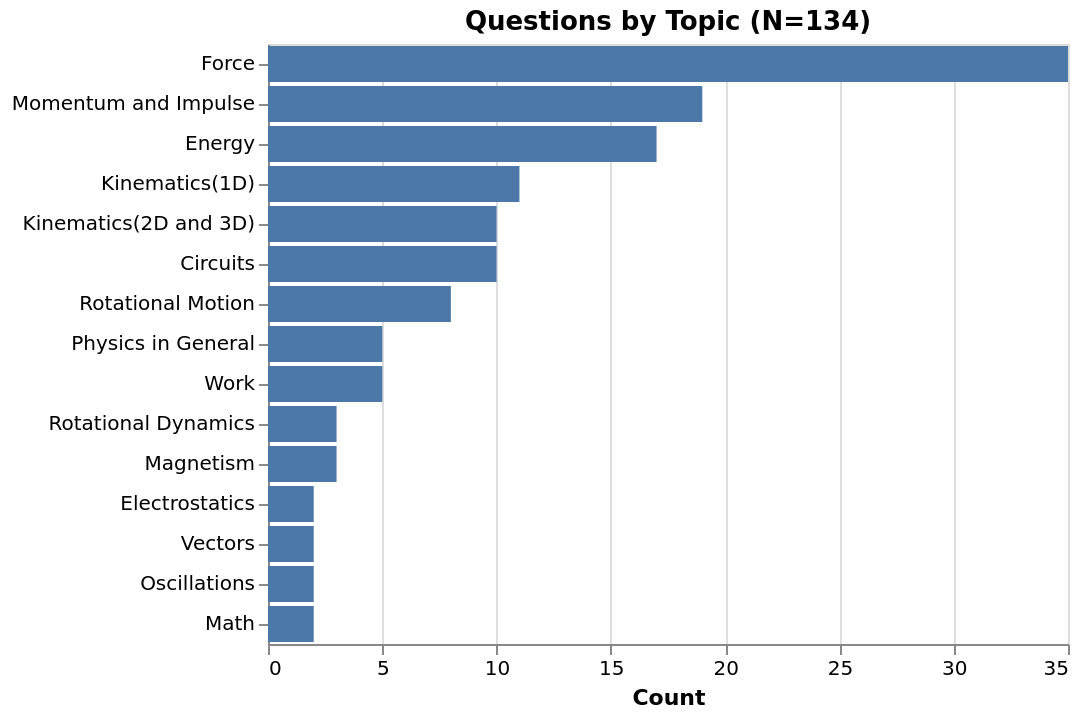 Questions by Topic (N=134)
Force
Momentum and Impulse
Energy
Kinematics(1D)
Kinematics(2D and 3D)
Circuits
Rotational Motion
Physics in General
Work
Rotational Dynamics
Magnetism
Electrostatics
Vectors
Oscillations
Math
0 5 10 15 20 25 30 35
Count